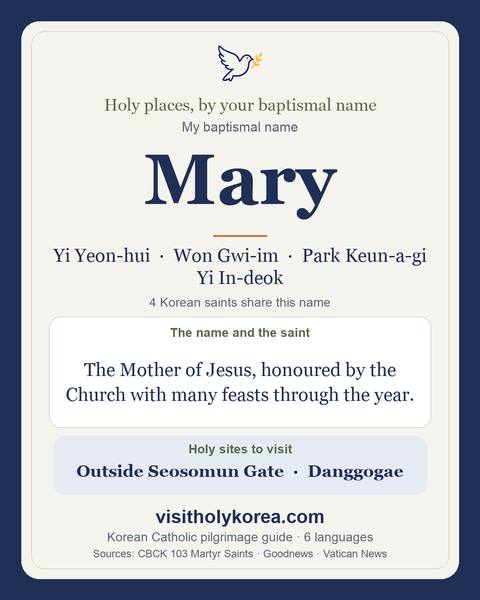 Holy places, by your baptismal name
My baptismal name
Mary
Yi Yeon-hui · Won Gwi-im · Park Keun-a-gi
Yi In-deok
4 Korean saints share this name
The name and the saint
The Mother of Jesus, honoured by the
Church with many feasts through the year.
Holy sites to visit
Outside Seosomun Gate · Danggogae
visitholykorea.com
Korean Catholic pilgrimage guide · 6 languages
Sources: CBCK 103 Martyr Saints · Goodnews · Vatican News